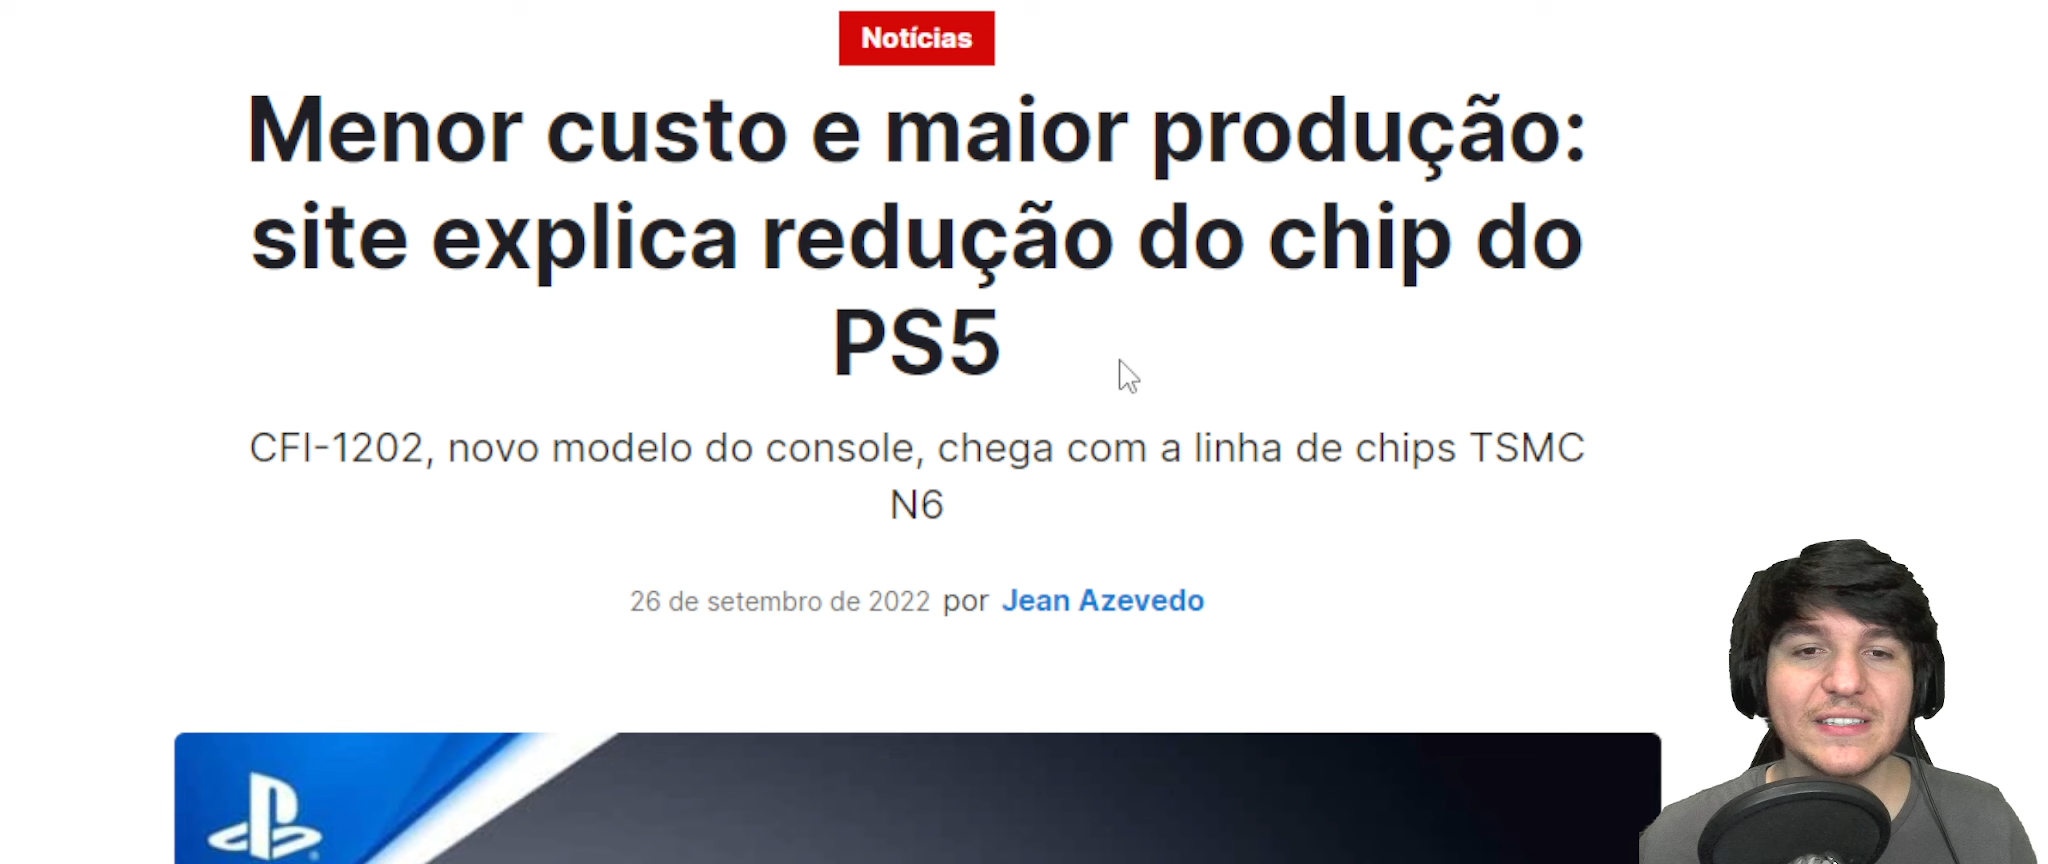 Notícias
Menor custo e maior produção:
site explica redução do chip do
PS5
CFI-1202, novo modelo do console, chega com a linha de chips TSMC
N6
26 de setembro de 2022 por Jean Azevedo